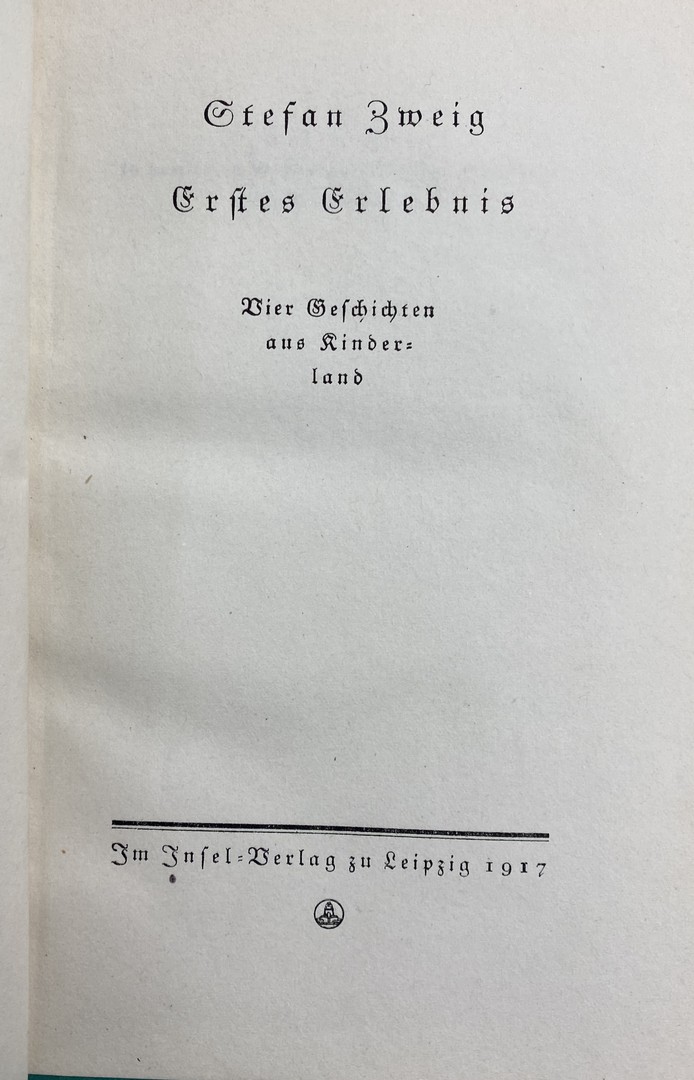 Stefan Zweig
Erstes Erlebnis
Vier Geschichten
aus Kinder=
land
Im Insel=Verlag zu Leipzig 1917